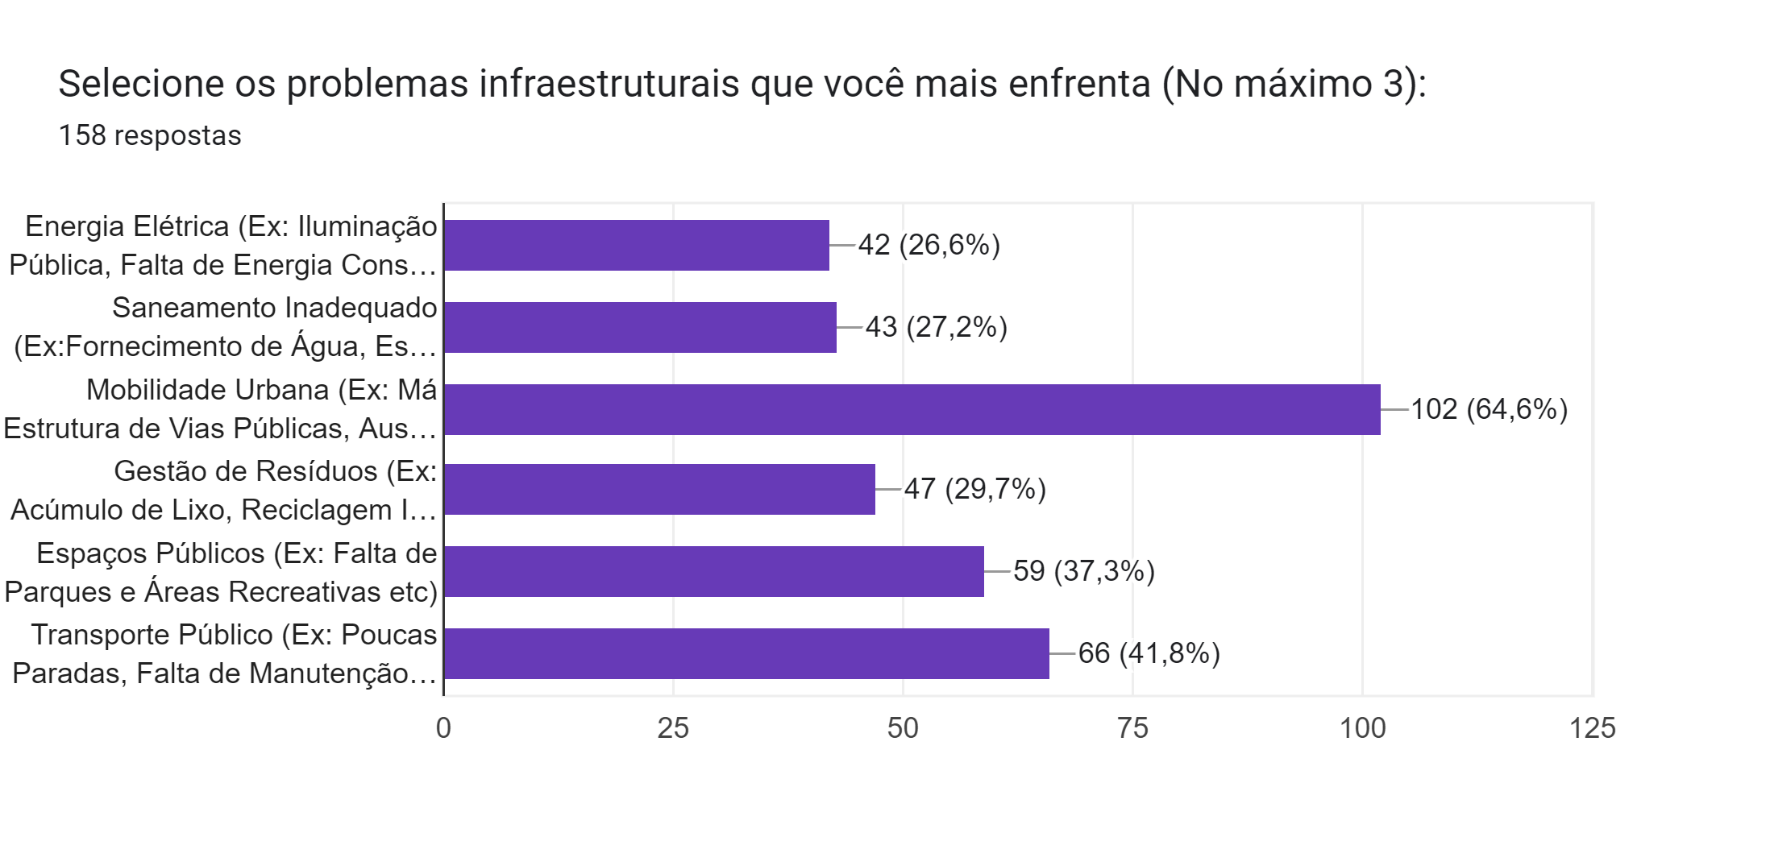 Selecione os problemas infraestruturais que você mais enfrenta (No máximo 3):
158 respostas
Energia Elétrica (Ex: Iluminação
Pública, Falta de Energia Cons…
42 (26,6%)
Saneamento Inadequado
(Ex:Fornecimento de Água, Es…
43 (27,2%)
Mobilidade Urbana (Ex: Má
Estrutura de Vias Públicas, Aus…
102 (64,6%)
Gestão de Resíduos (Ex:
Acúmulo de Lixo, Reciclagem I…
47 (29,7%)
Espaços Públicos (Ex: Falta de
Parques e Áreas Recreativas etc)
59 (37,3%)
Transporte Público (Ex: Poucas
Paradas, Falta de Manutenção…
66 (41,8%)
0 25 50 75 100 125